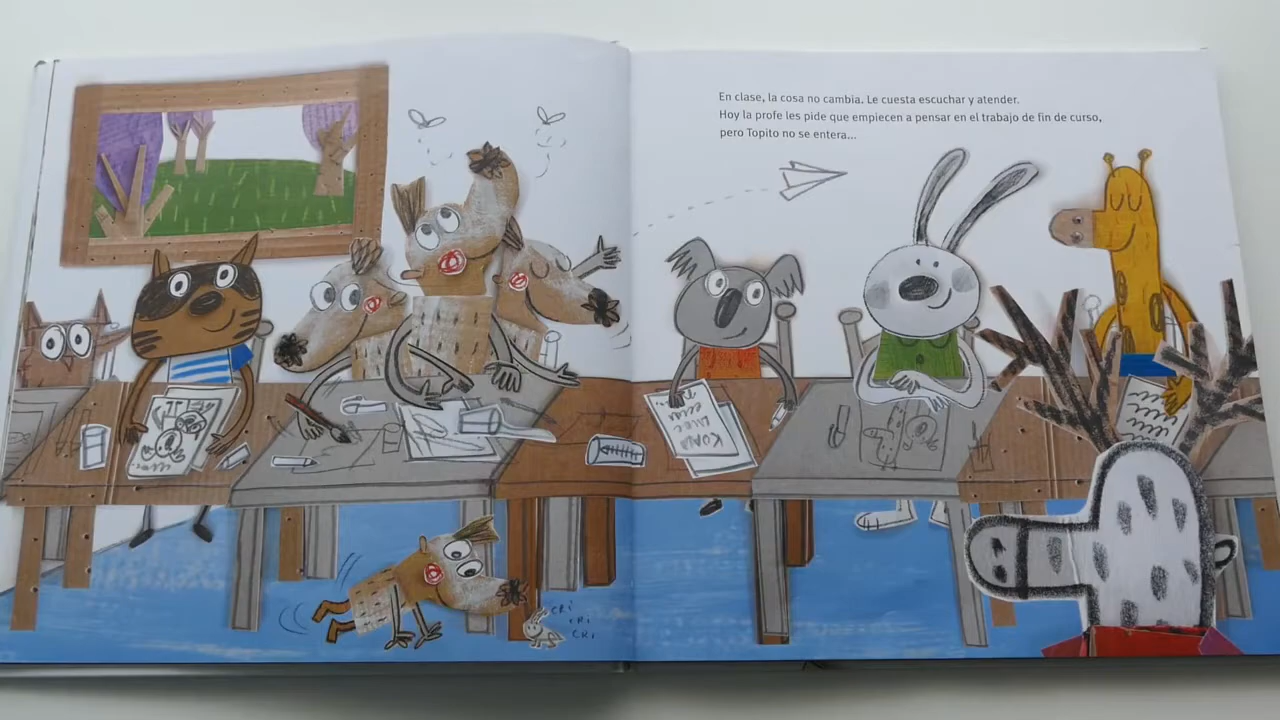 En clase, la cosa no cambia. Le cuesta escuchar y atender.
Hoy la profe les pide que empiecen a pensar en el trabajo de fin de curso,
pero Topito no se entera...
CRI
CRI
CRI